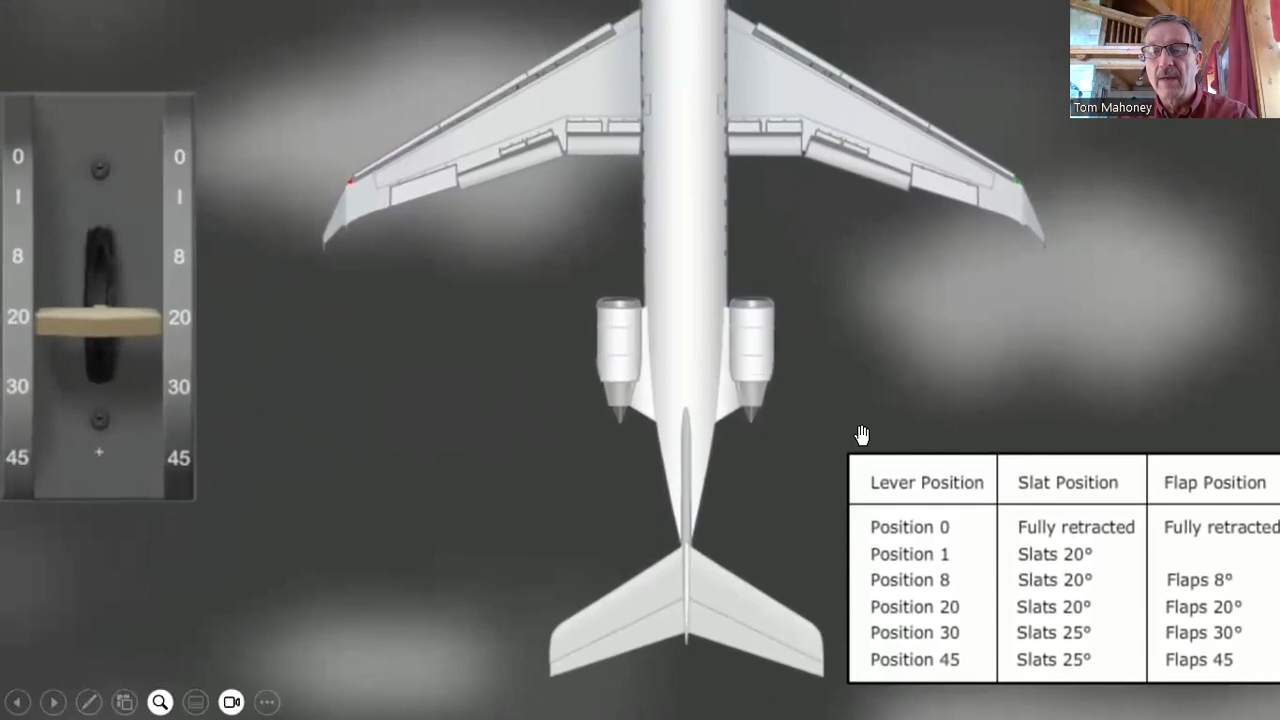 Tom Mahoney
0 0
I I
8 8
20 20
30 30
45 45
Lever Position Slat Position Flap Position
Position 0 Fully retracted Fully retracted
Position 1 Slats 20°
Position 8 Slats 20° Flaps 8°
Position 20 Slats 20° Flaps 20°
Position 30 Slats 25° Flaps 30°
Position 45 Slats 25° Flaps 45